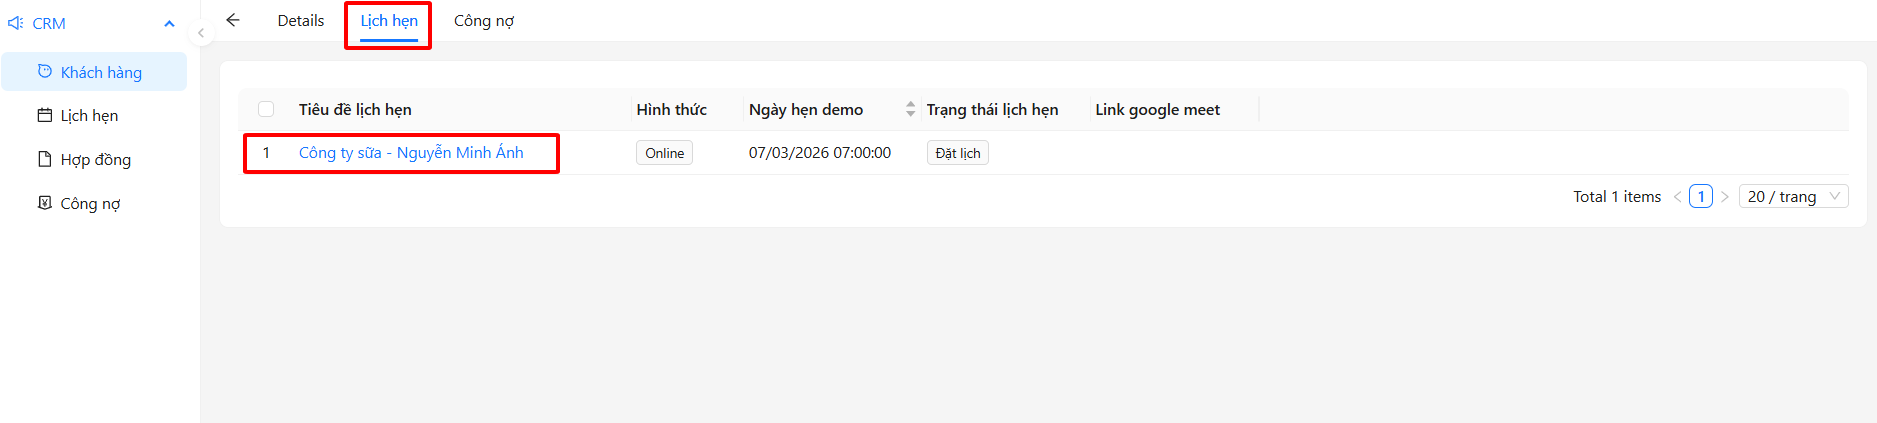 CRM
Khách hàng
Lịch hẹn
Hợp đồng
Công nợ
Details Lịch hẹn Công nợ
Tiêu đề lịch hẹn Hình thức Ngày hẹn demo Trạng thái lịch hẹn Link google meet
1 Công ty sữa - Nguyễn Minh Ánh Online 07/03/2026 07:00:00 Đặt lịch
Total 1 items 1 20 / trang